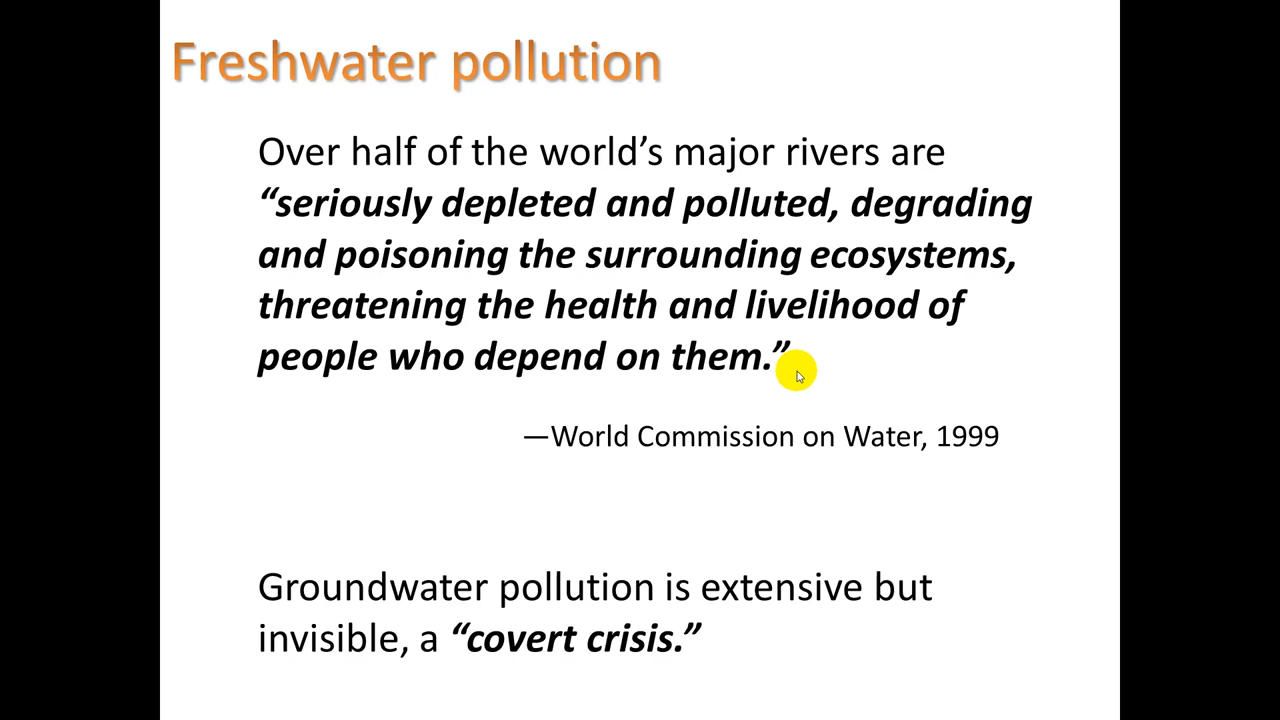 Freshwater pollution
Over half of the world’s major rivers are
“seriously depleted and polluted, degrading
and poisoning the surrounding ecosystems,
threatening the health and livelihood of
people who depend on them.”
—World Commission on Water, 1999
Groundwater pollution is extensive but
invisible, a “covert crisis.”